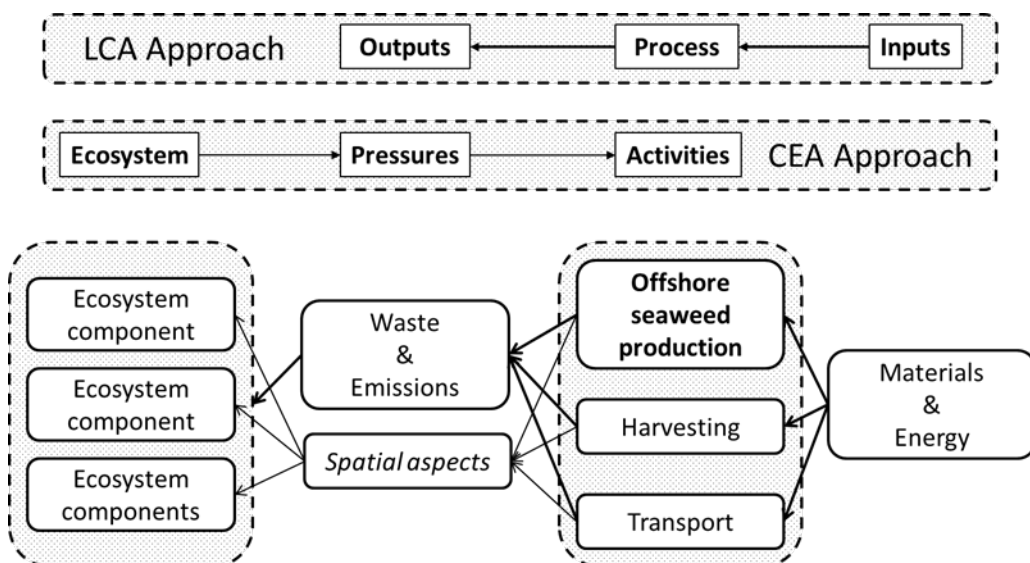 LCA Approach
Outputs
Process
Inputs
Ecosystem
Pressures
Activities
CEA Approach
Ecosystem
component
Ecosystem
component
Ecosystem
components
Waste
&
Emissions
Spatial aspects
Offshore
seaweed
production
Harvesting
Transport
Materials
&
Energy